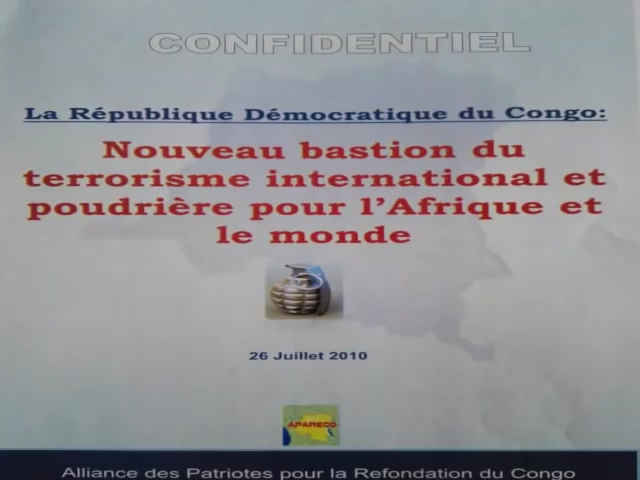 CONFIDENTIEL
La République Démocratique du Congo:
Nouveau bastion du
terrorisme international et
poudrière pour l'Afrique et
le monde
26 Juillet 2010
APARECO
Alliance des Patriotes pour la Refondation du Congo